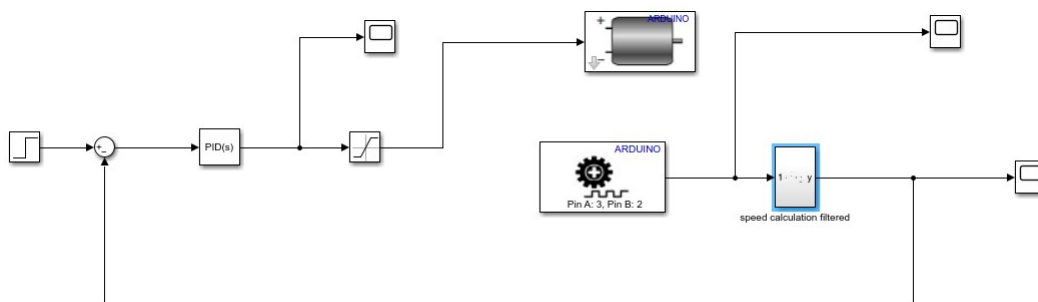 ARDUINO
+
−
+
−
PID(s)
ARDUINO
Pin A: 3, Pin B: 2
y
speed calculation filtered